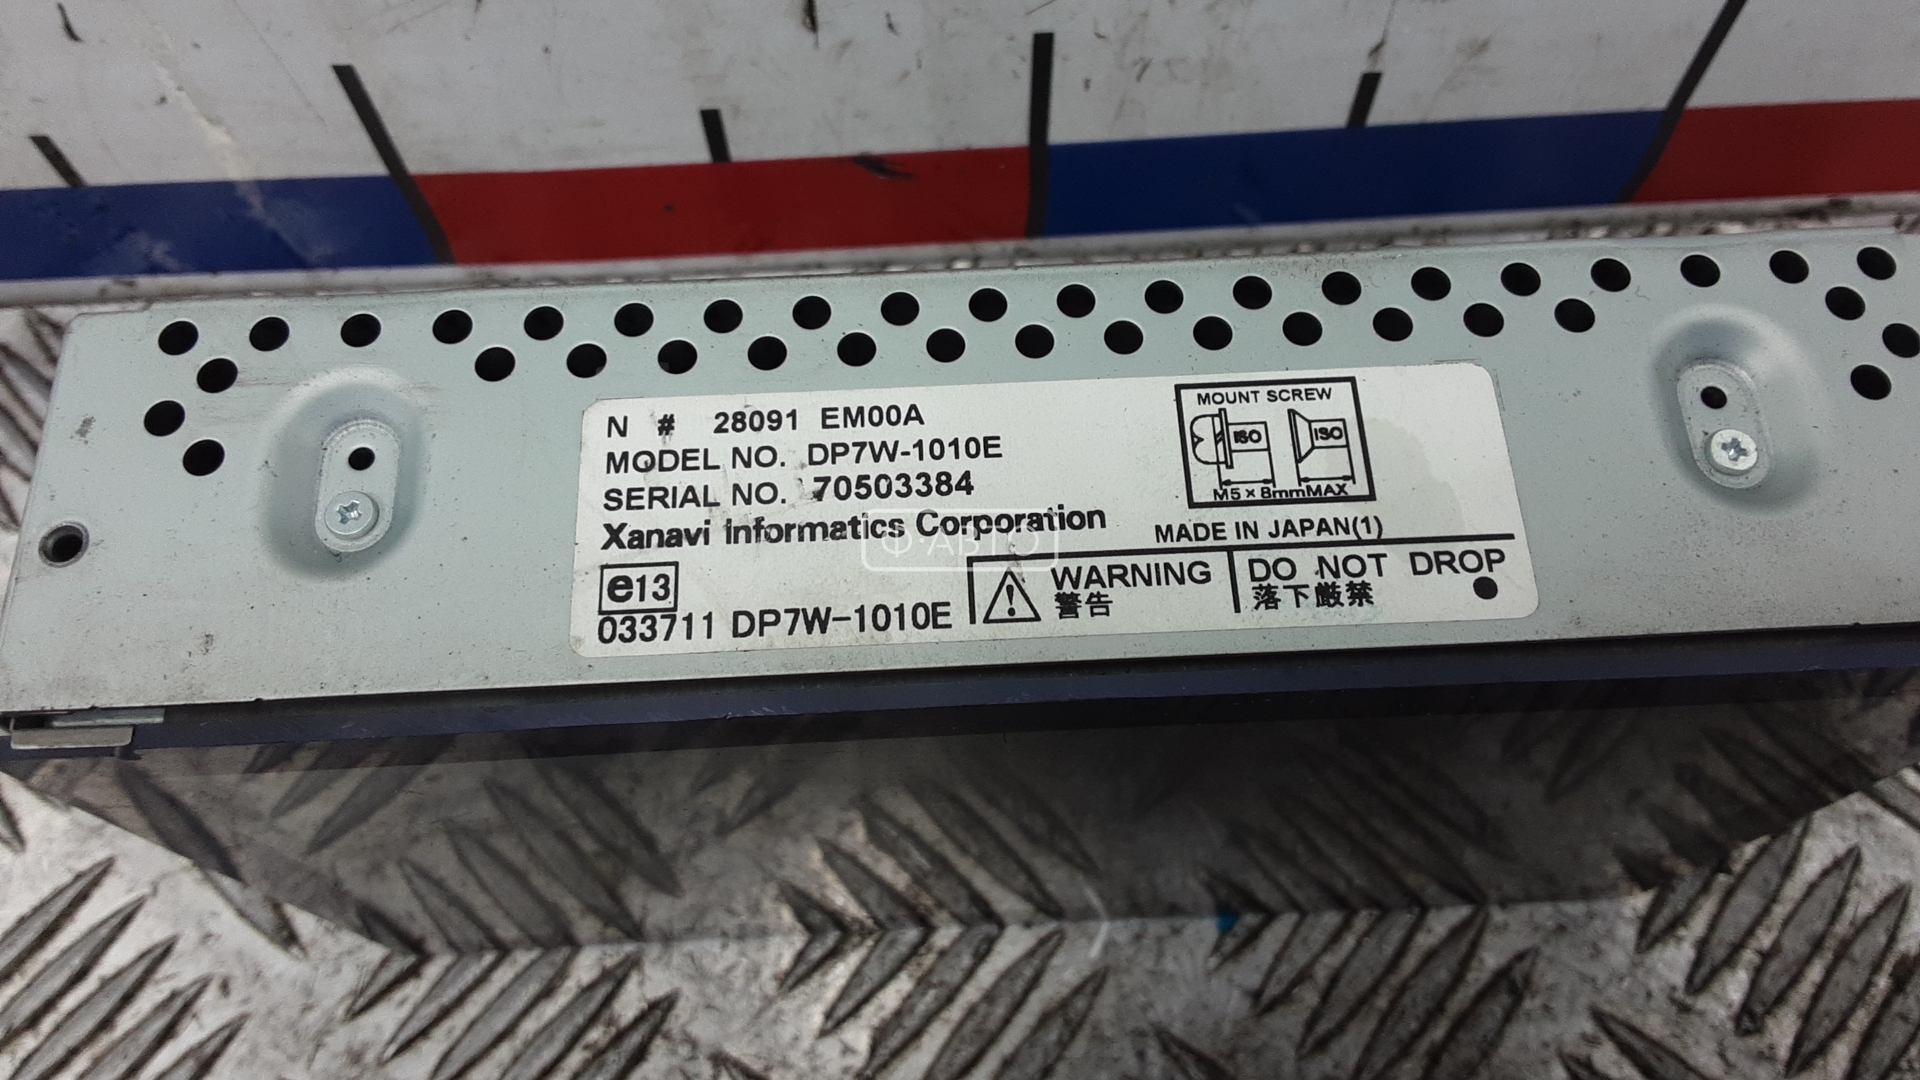 N # 28091 EM00A
MODEL NO. DP7W-1010E
SERIAL NO. 70503384
Xanavi Informatics Corporation
MOUNT SCREW
ISO ISO
M5×8mmMAX
MADE IN JAPAN(1)
e13
033711 DP7W-1010E
WARNING
警告
DO NOT DROP
落下厳禁
Ф·АВТО